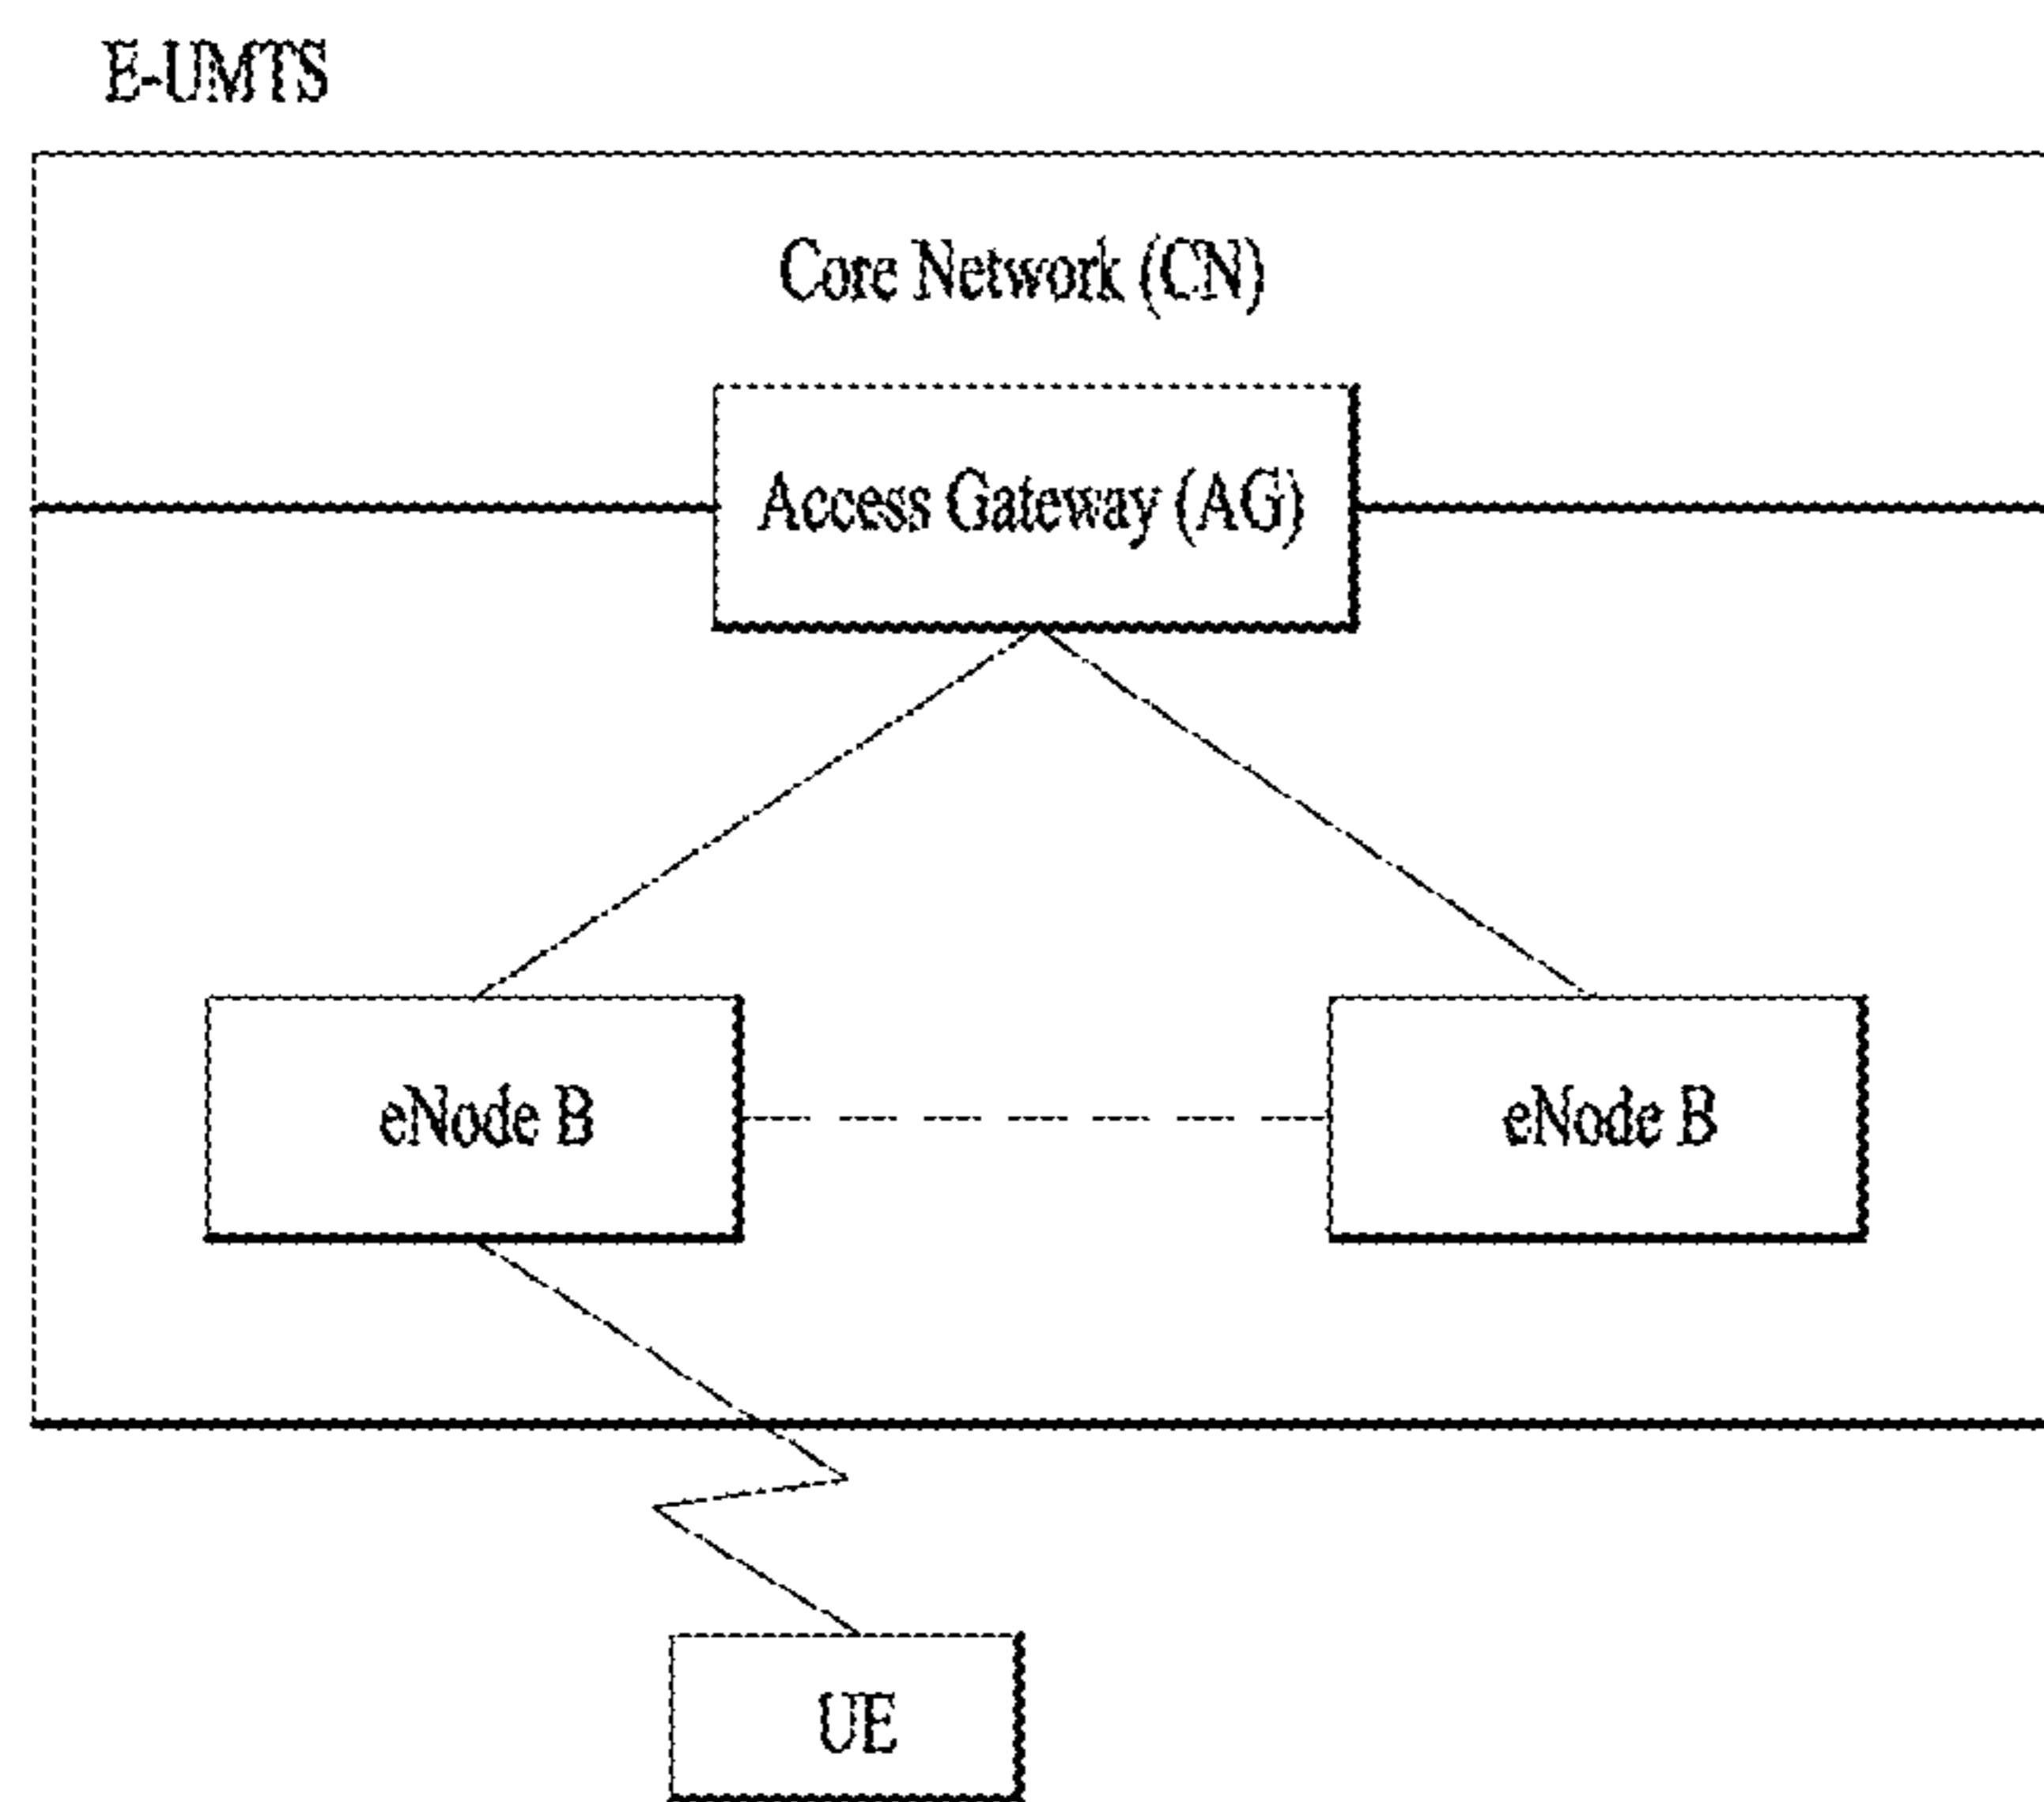 E-UMTS
Core Network (CN)
Access Gateway (AG)
eNode B
eNode B
UE